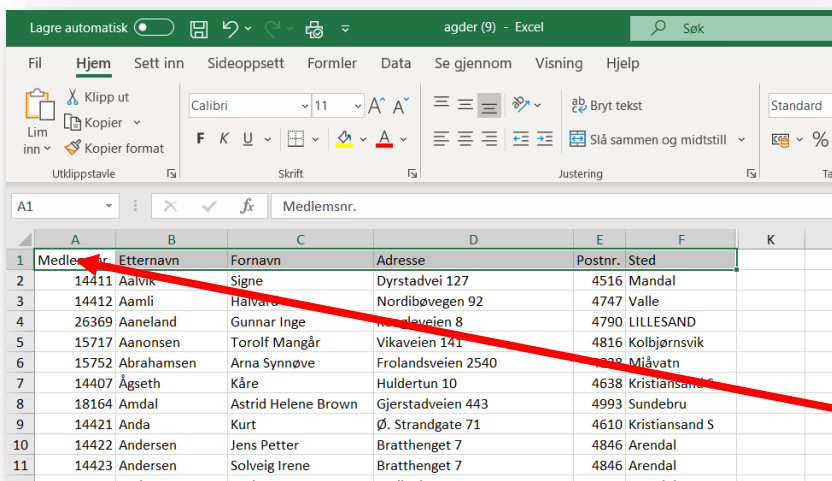 Lagre automatisk agder (9) - Excel Søk
Fil Hjem Sett inn Sideoppsett Formler Data Se gjennom Visning Hjelp
Klipp ut
Kopier
Kopier format
Lim inn
Calibri 11 A A
F K U A
ab Bryt tekst
Slå sammen og midtstill
Standard
%
Utklippstavle Skrift Justering Ta
A1 fx Medlemsnr.
A B C D E F K
1 Etternavn Fornavn Adresse Postnr. Sted
2 14411 Aalvik Signe Dyrstadvei 127 4516 Mandal
3 14412 Aamli Nordibøvegen 92 4747 Valle
4 26369 Aaneland Gunnar Inge 8 4790 LILLESAND
5 15717 Aanonsen Torolf Mangår Vikaveien 141 4816 Kolbjørnsvik
6 15752 Abrahamsen Arna Synnøve Frolandsveien 2540 Mjåvatn
7 14407 Ågseth Kåre Huldertun 10 4638 Kristiansand S
8 18164 Amdal Astrid Helene Brown Gjerstadveien 443 4993 Sundebru
9 14421 Anda Kurt Ø. Strandgate 71 4610 Kristiansand S
10 14422 Andersen Jens Petter Bratthenget 7 4846 Arendal
11 14423 Andersen Solveig Irene Bratthenget 7 4846 Arendal